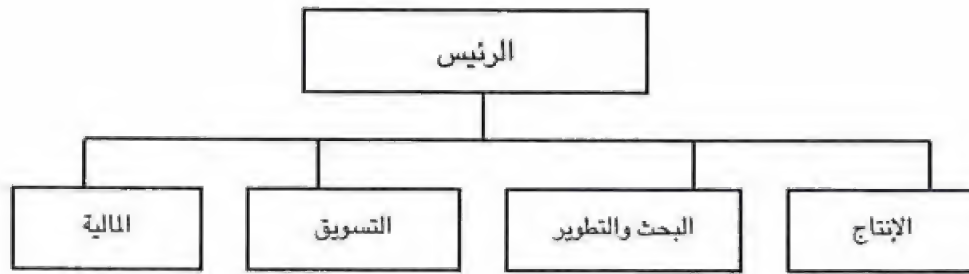 الرئيس
الإنتاج
البحث والتطوير
التسويق
المالية